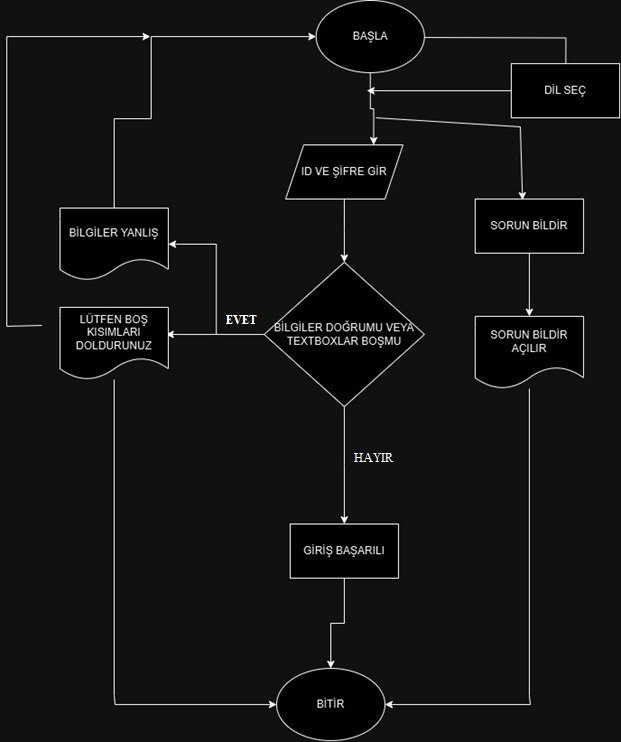 BAŞLA
DİL SEÇ
ID VE ŞİFRE GİR
BİLGİLER YANLIŞ
SORUN BİLDİR
LÜTFEN BOŞ
KISIMLARI
DOLDURUNUZ
EVET
BİLGİLER DOĞRUMU VEYA
TEXTBOXLAR BOŞMU
SORUN BİLDİR
AÇILIR
HAYIR
GİRİŞ BAŞARILI
BİTİR